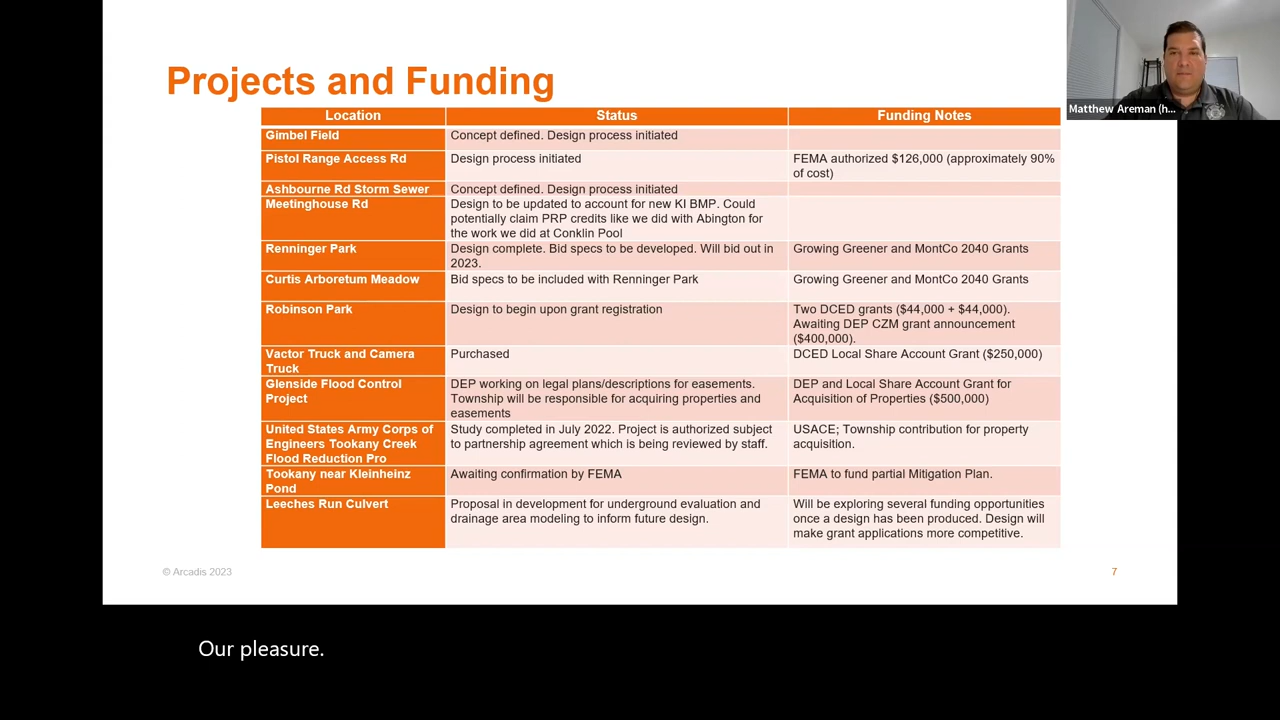 Projects and Funding
Location Status Funding Notes
Gimbel Field Concept defined. Design process initiated
Pistol Range Access Rd Design process initiated FEMA authorized $126,000 (approximately 90%
of cost)
Ashbourne Rd Storm Sewer Concept defined. Design process initiated
Meetinghouse Rd Design to be updated to account for new KI BMP. Could
potentially claim PRP credits like we did with Abington for
the work we did at Conklin Pool
Renninger Park Design complete. Bid specs to be developed. Will bid out in Growing Greener and MontCo 2040 Grants
2023.
Curtis Arboretum Meadow Bid specs to be included with Renninger Park Growing Greener and MontCo 2040 Grants
Robinson Park Design to begin upon grant registration Two DCED grants ($44,000 + $44,000).
Awaiting DEP CZM grant announcement
($400,000).
Vactor Truck and Camera Purchased DCED Local Share Account Grant ($250,000)
Truck
Glenside Flood Control DEP working on legal plans/descriptions for easements. DEP and Local Share Account Grant for
Project Township will be responsible for acquiring properties and Acquisition of Properties ($500,000)
easements
United States Army Corps of Study completed in July 2022. Project is authorized subject USACE; Township contribution for property
Engineers Tookany Creek to partnership agreement which is being reviewed by staff. acquisition.
Flood Reduction Pro
Tookany near Kleinheinz Awaiting confirmation by FEMA FEMA to fund partial Mitigation Plan.
Pond
Leeches Run Culvert Proposal in development for underground evaluation and Will be exploring several funding opportunities
drainage area modeling to inform future design. once a design has been produced. Design will
make grant applications more competitive.
© Arcadis 2023 7
Matthew Areman (h...
Our pleasure.